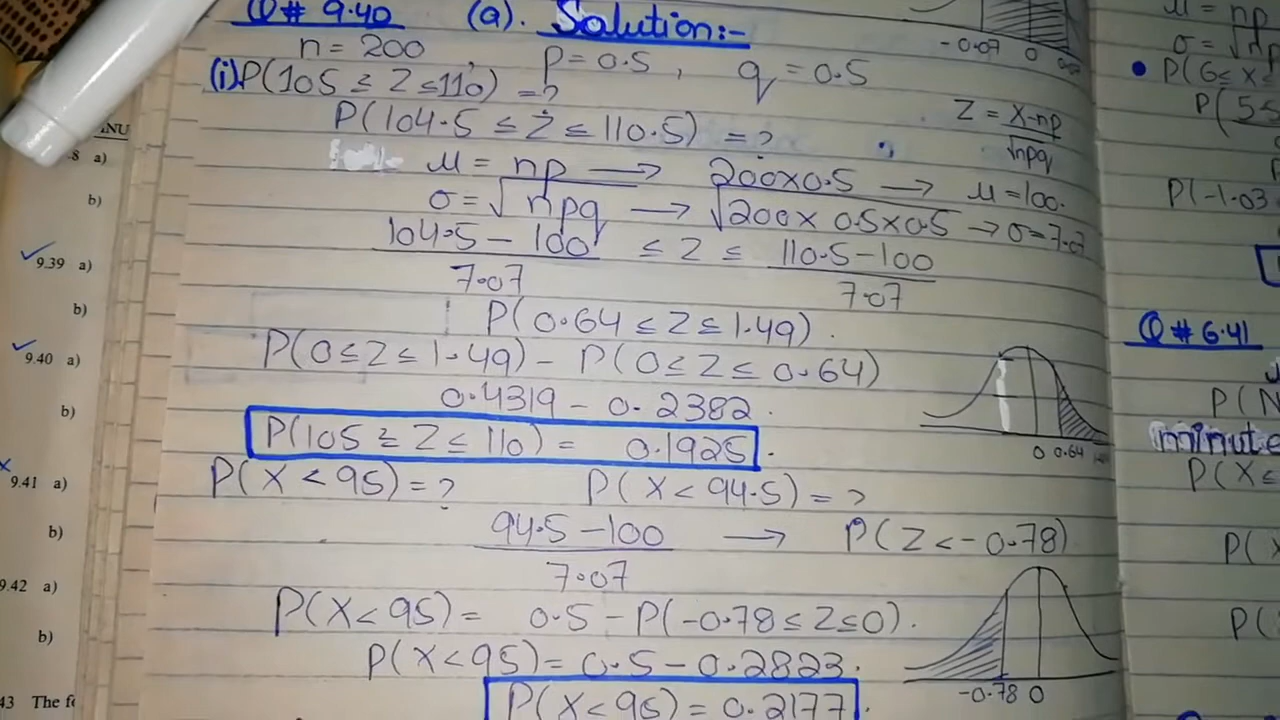 Q# 9.40 (a). Solution:-
n = 200, p = 0.5, q = 0.5
(i) P(105 ≥ Z ≤ 110) = ?
P(104.5 ≤ Z ≤ 110.5) = ?
Z = X-np / √npq
μ = np → 200×0.5 → μ = 100.
σ = √npq → √200× 0.5×0.5 → σ = 7.07
104.5 - 100 / 7.07 ≤ Z ≤ 110.5-100 / 7.07
P(0.64 ≤ Z ≤ 1.49).
P(0 ≤ Z ≤ 1.49) - P(0 ≤ Z ≤ 0.64)
0.4319 - 0.2382.
P(105 ≥ Z ≤ 110) = 0.1925.
0 0.64
P(X < 95) = ? P(X < 94.5) = ?
94.5 - 100 / 7.07 → P(Z < -0.78)
P(X < 95) = 0.5 - P(-0.78 ≤ Z ≤ 0).
P(X < 95) = 0.5 - 0.2823.
P(X < 95) = 0.2177.
-0.78 0
-0.07 0
8 a)
b)
9.39 a)
b)
9.40 a)
b)
9.41 a)
b)
9.42 a)
b)
43 The
μ = np
σ = √np
P(6 ≤ X ≤
P(5.5
P(-1.03
Q# 6.41
P(N
minute
P(X ≤
P(X
P(